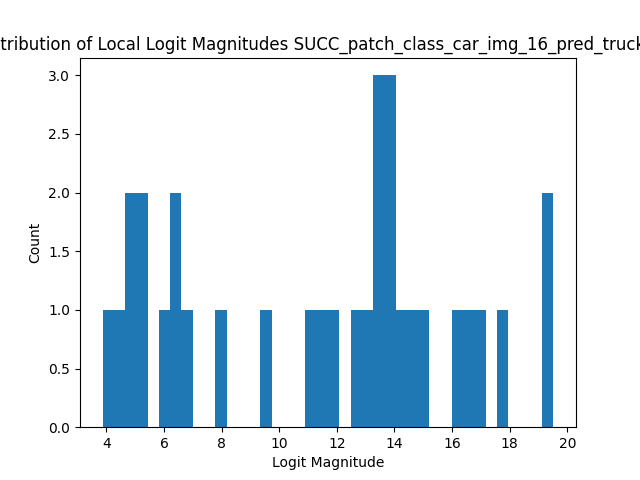 tribution of Local Logit Magnitudes SUCC_patch_class_car_img_16_pred_truck
3.0
2.5
2.0
1.5
1.0
0.5
0.0
Count
4 6 8 10 12 14 16 18 20
Logit Magnitude